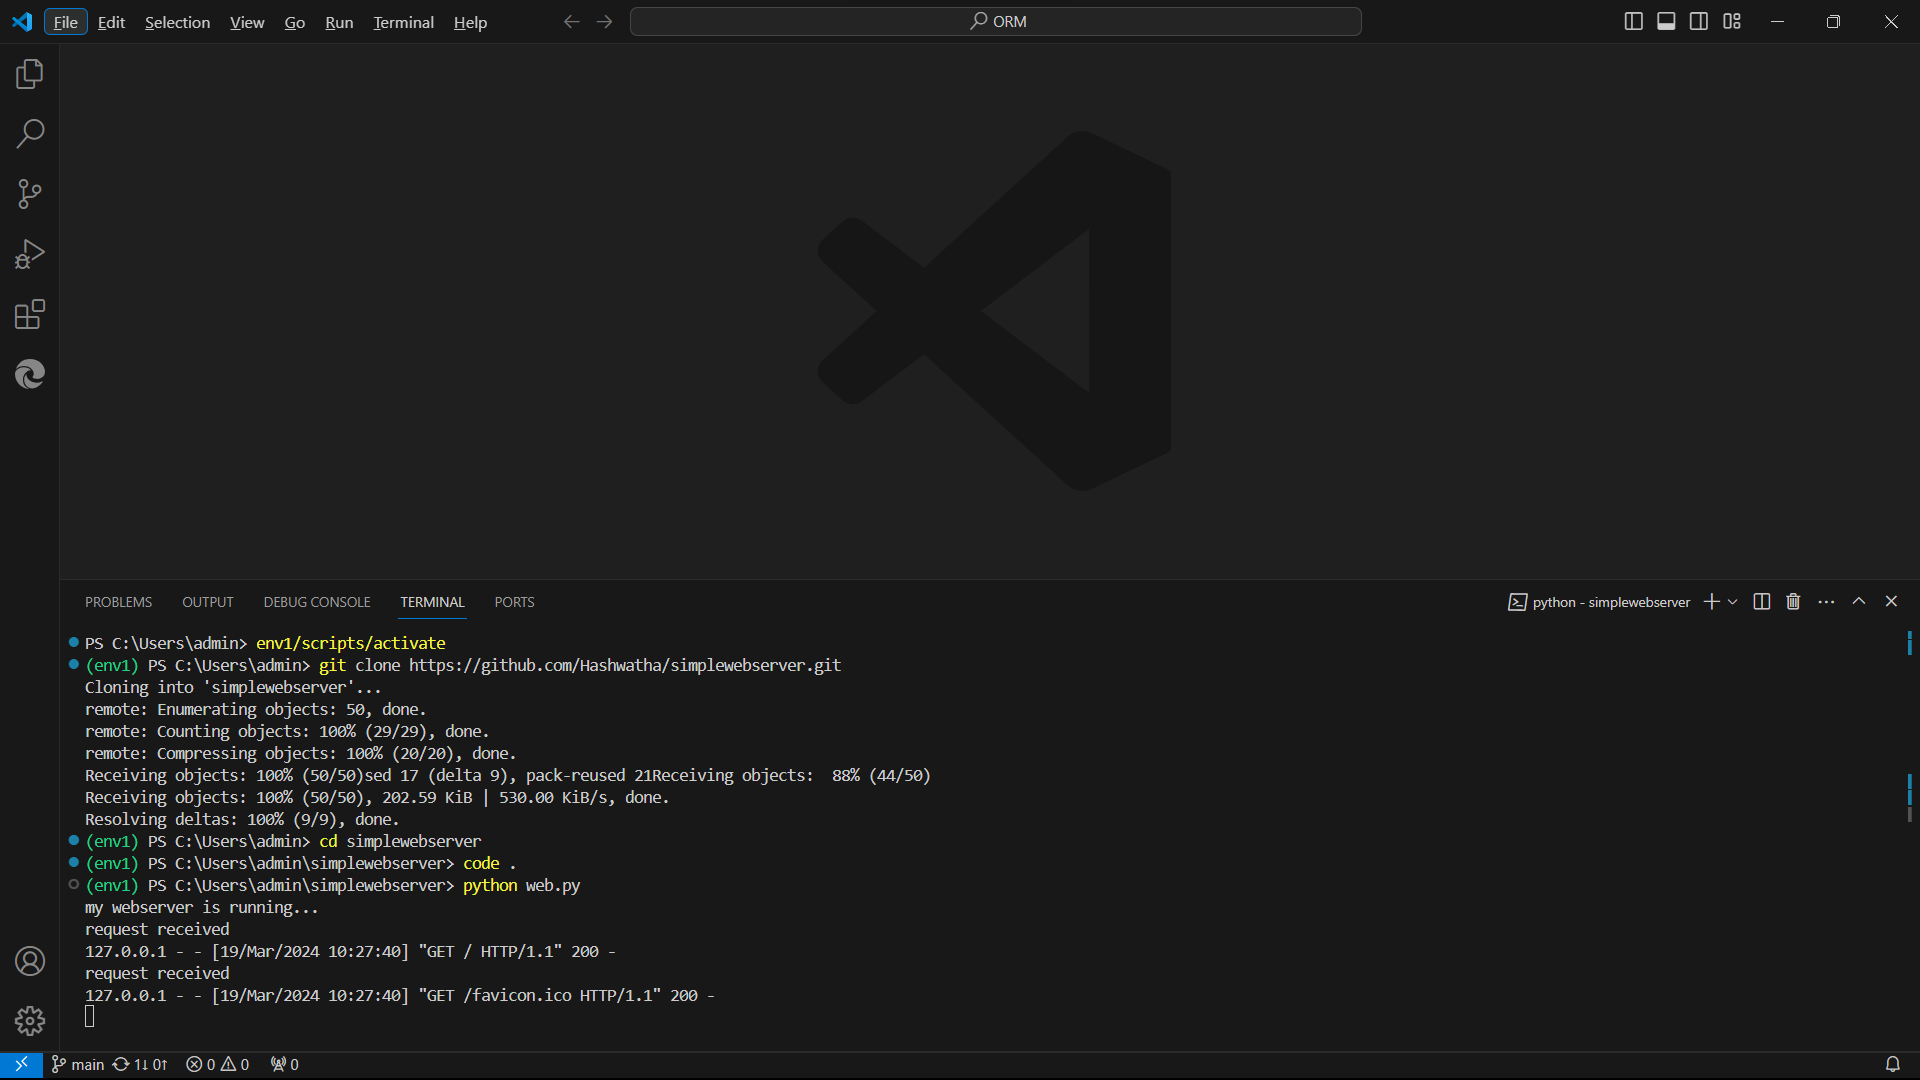 File Edit Selection View Go Run Terminal Help ORM
PROBLEMS OUTPUT DEBUG CONSOLE TERMINAL PORTS python - simplewebserver
PS C:\Users\admin> env1/scripts/activate
(env1) PS C:\Users\admin> git clone https://github.com/Hashwatha/simplewebserver.git
Cloning into 'simplewebserver'...
remote: Enumerating objects: 50, done.
remote: Counting objects: 100% (29/29), done.
remote: Compressing objects: 100% (20/20), done.
Receiving objects: 100% (50/50)sed 17 (delta 9), pack-reused 21Receiving objects:  88% (44/50)
Receiving objects: 100% (50/50), 202.59 KiB | 530.00 KiB/s, done.
Resolving deltas: 100% (9/9), done.
(env1) PS C:\Users\admin> cd simplewebserver
(env1) PS C:\Users\admin\simplewebserver> code .
(env1) PS C:\Users\admin\simplewebserver> python web.py
my webserver is running...
request received
127.0.0.1 - - [19/Mar/2024 10:27:40] "GET / HTTP/1.1" 200 -
request received
127.0.0.1 - - [19/Mar/2024 10:27:40] "GET /favicon.ico HTTP/1.1" 200 -
main 1↓ 0↑ 0 0 0